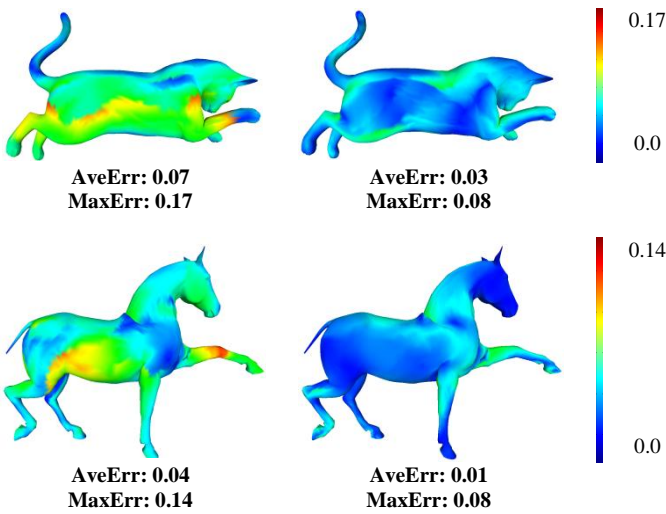 0.17
0.0
AveErr: 0.07 AveErr: 0.03
MaxErr: 0.17 MaxErr: 0.08
0.14
0.0
AveErr: 0.04 AveErr: 0.01
MaxErr: 0.14 MaxErr: 0.08